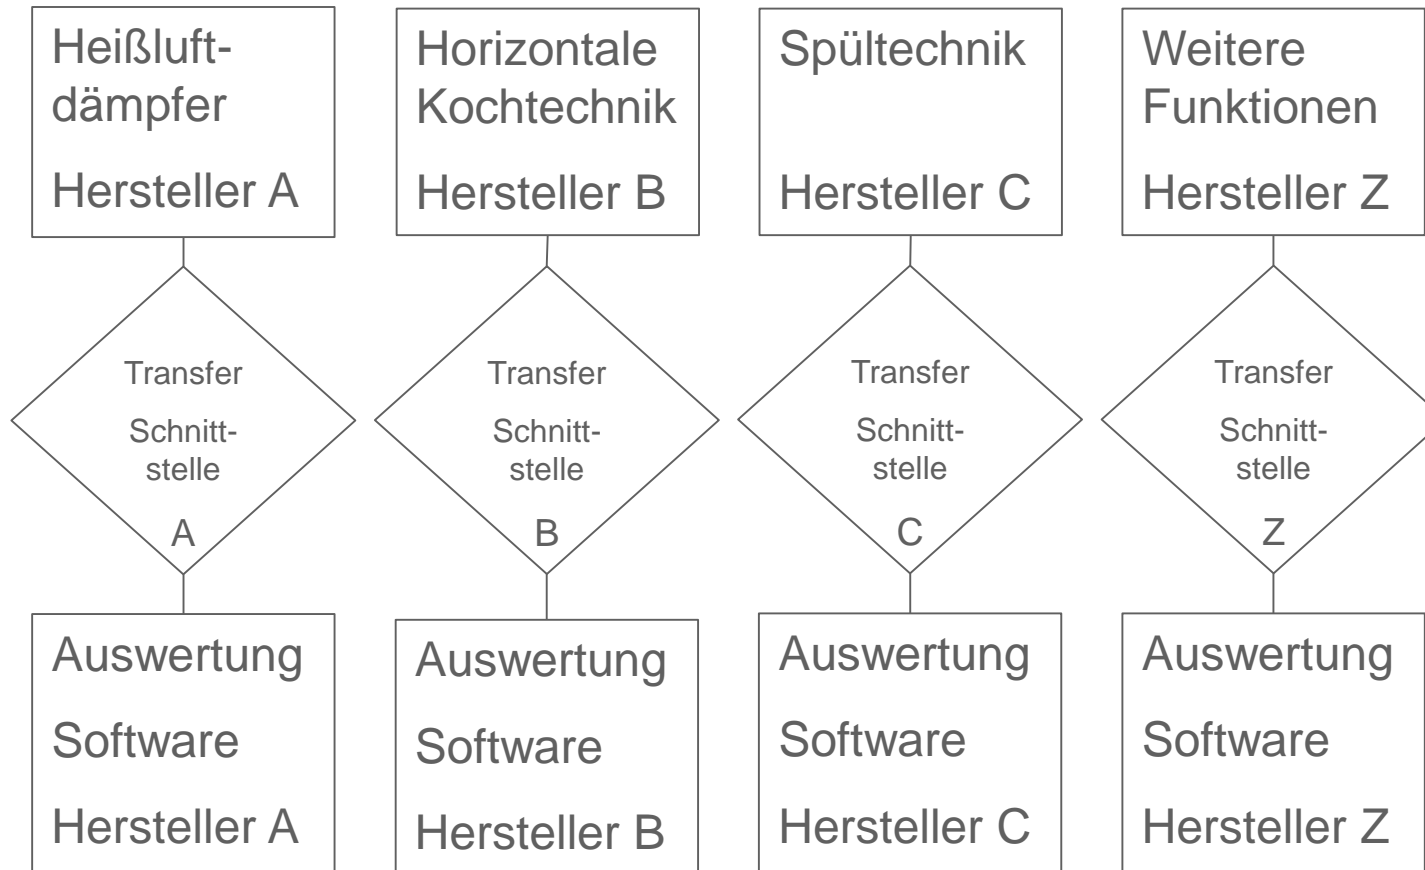 Heißluft-
dämpfer
Hersteller A
Horizontale
Kochtechnik
Hersteller B
Spültechnik
Hersteller C
Weitere
Funktionen
Hersteller Z
Transfer
Schnitt-
stelle
A
Transfer
Schnitt-
stelle
B
Transfer
Schnitt-
stelle
C
Transfer
Schnitt-
stelle
Z
Auswertung
Software
Hersteller A
Auswertung
Software
Hersteller B
Auswertung
Software
Hersteller C
Auswertung
Software
Hersteller Z